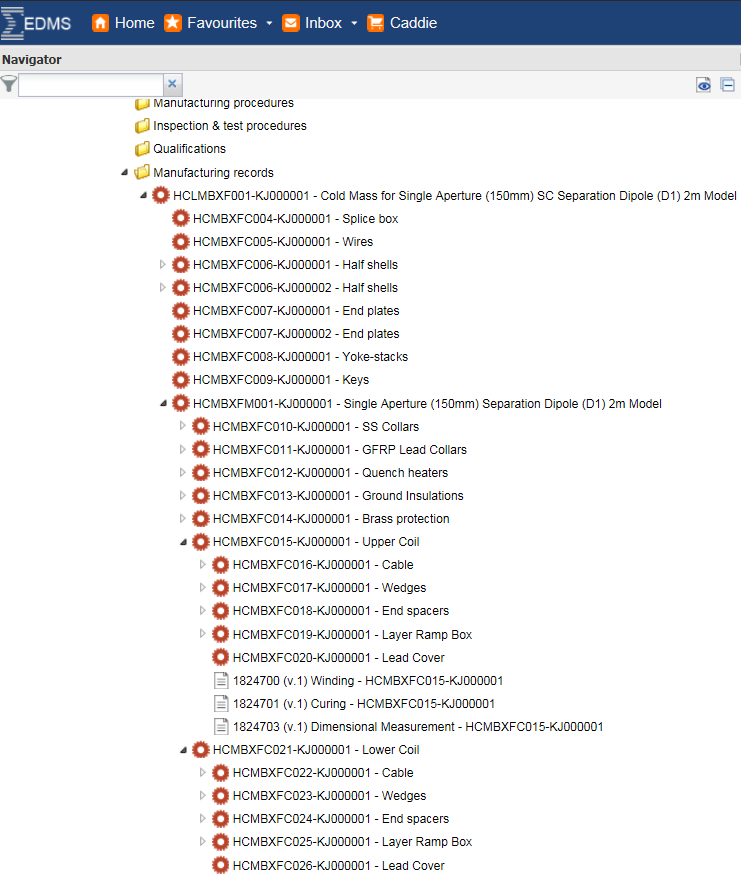 EDMS Home Favourites Inbox Caddie
Navigator
Manufacturing procedures
Inspection & test procedures
Qualifications
Manufacturing records
HCLMBXF001-KJ000001 - Cold Mass for Single Aperture (150mm) SC Separation Dipole (D1) 2m Model
HCMBXFC004-KJ000001 - Splice box
HCMBXFC005-KJ000001 - Wires
HCMBXFC006-KJ000001 - Half shells
HCMBXFC006-KJ000002 - Half shells
HCMBXFC007-KJ000001 - End plates
HCMBXFC007-KJ000002 - End plates
HCMBXFC008-KJ000001 - Yoke-stacks
HCMBXFC009-KJ000001 - Keys
HCMBXFM001-KJ000001 - Single Aperture (150mm) Separation Dipole (D1) 2m Model
HCMBXFC010-KJ000001 - SS Collars
HCMBXFC011-KJ000001 - GFRP Lead Collars
HCMBXFC012-KJ000001 - Quench heaters
HCMBXFC013-KJ000001 - Ground Insulations
HCMBXFC014-KJ000001 - Brass protection
HCMBXFC015-KJ000001 - Upper Coil
HCMBXFC016-KJ000001 - Cable
HCMBXFC017-KJ000001 - Wedges
HCMBXFC018-KJ000001 - End spacers
HCMBXFC019-KJ000001 - Layer Ramp Box
HCMBXFC020-KJ000001 - Lead Cover
1824700 (v.1) Winding - HCMBXFC015-KJ000001
1824701 (v.1) Curing - HCMBXFC015-KJ000001
1824703 (v.1) Dimensional Measurement - HCMBXFC015-KJ000001
HCMBXFC021-KJ000001 - Lower Coil
HCMBXFC022-KJ000001 - Cable
HCMBXFC023-KJ000001 - Wedges
HCMBXFC024-KJ000001 - End spacers
HCMBXFC025-KJ000001 - Layer Ramp Box
HCMBXFC026-KJ000001 - Lead Cover